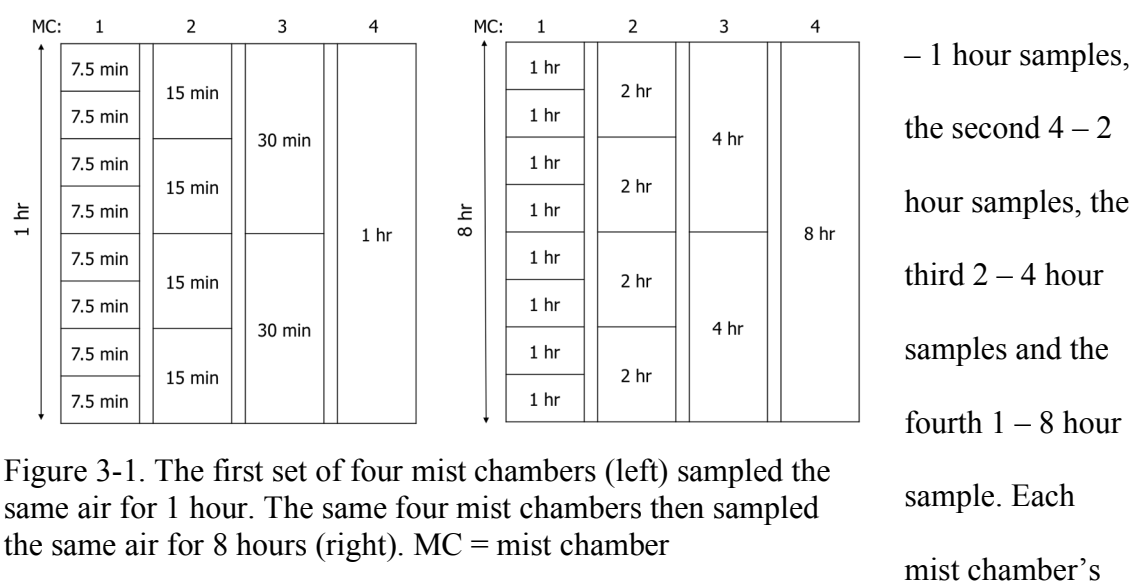 MC: 1 2 3 4
1 hr
7.5 min
7.5 min
7.5 min
7.5 min
7.5 min
7.5 min
7.5 min
7.5 min
15 min
15 min
15 min
15 min
30 min
30 min
1 hr
MC: 1 2 3 4
8 hr
1 hr
1 hr
1 hr
1 hr
1 hr
1 hr
1 hr
1 hr
2 hr
2 hr
2 hr
2 hr
4 hr
4 hr
8 hr
Figure 3-1. The first set of four mist chambers (left) sampled the
same air for 1 hour. The same four mist chambers then sampled
the same air for 8 hours (right). MC = mist chamber
– 1 hour samples,
the second 4 – 2
hour samples, the
third 2 – 4 hour
samples and the
fourth 1 – 8 hour
sample. Each
mist chamber’s